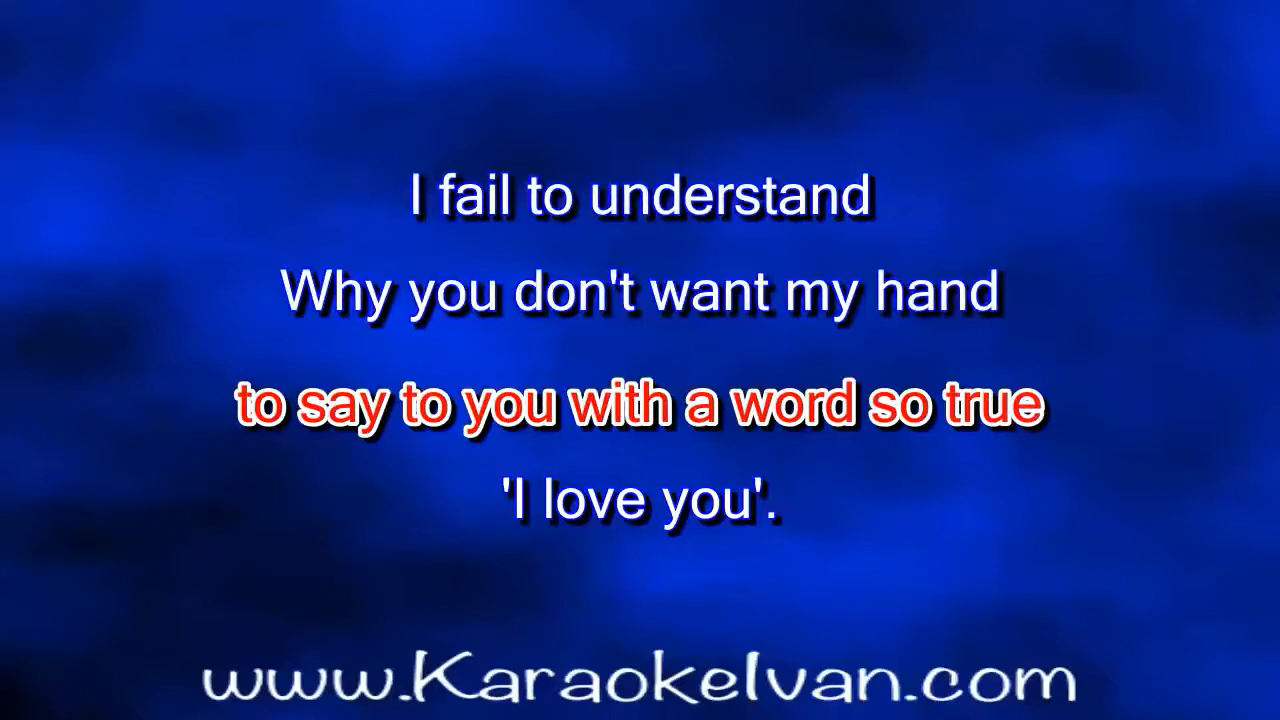 I fail to understand
Why you don't want my hand
to say to you with a word so true
'I love you'.
www.KaraokeIvan.com